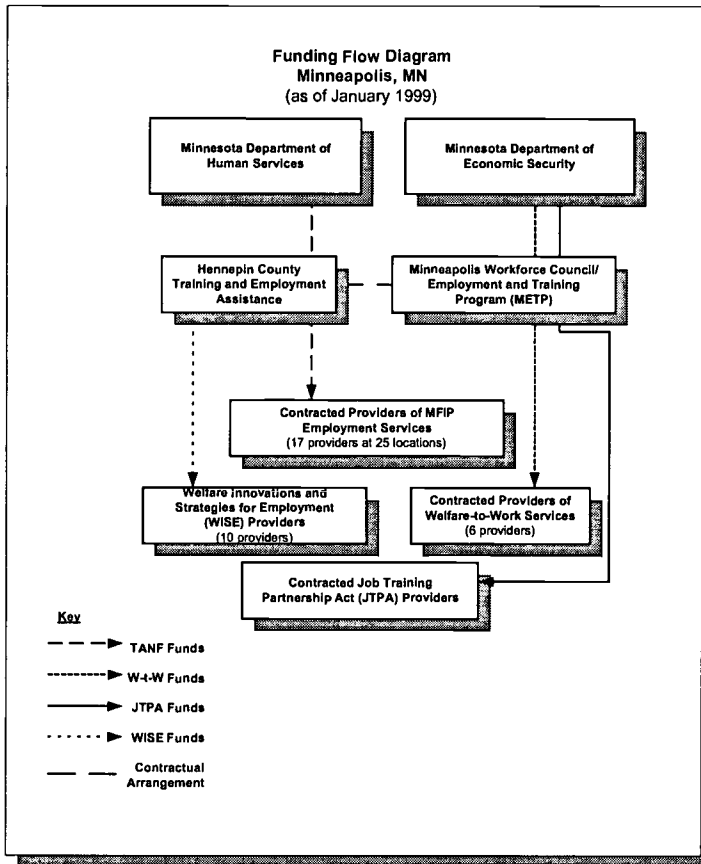 Funding Flow Diagram
Minneapolis, MN
(as of January 1999)
Minnesota Department of
Human Services
Minnesota Department of
Economic Security
Hennepin County
Training and Employment
Assistance
Minneapolis Workforce Council/
Employment and Training
Program (METP)
Contracted Providers of MFIP
Employment Services
(17 providers at 25 locations)
Welfare Innovations and
Strategies for Employment
(WISE) Providers
(10 providers)
Contracted Providers of
Welfare-to-Work Services
(6 providers)
Contracted Job Training
Partnership Act (JTPA) Providers
Key
TANF Funds
W-t-W Funds
JTPA Funds
WISE Funds
Contractual
Arrangement